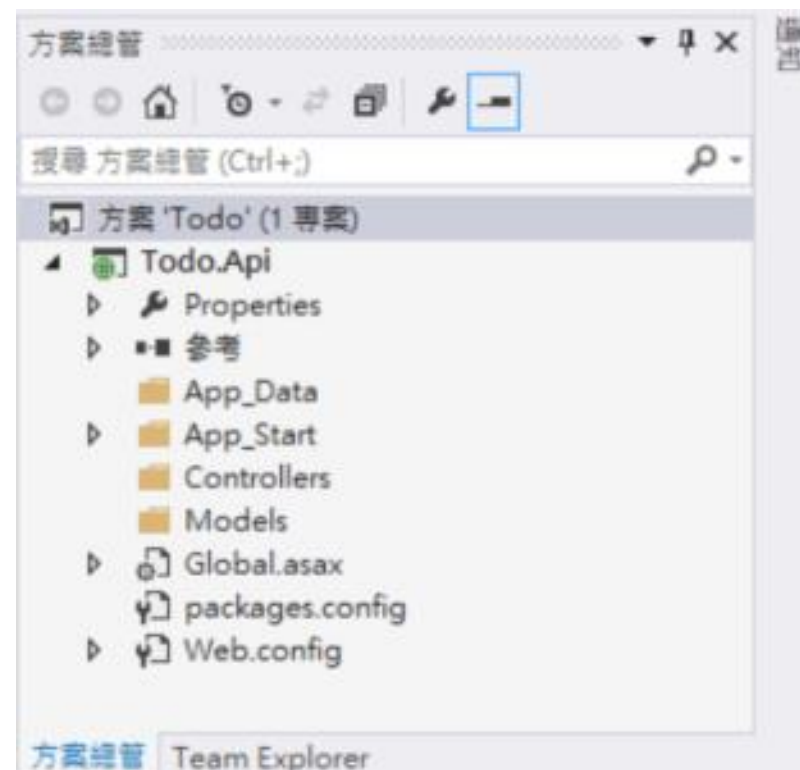 方案總管
通知
搜尋 方案總管 (Ctrl+;)
方案 'Todo' (1 專案)
Todo.Api
Properties
參考
App_Data
App_Start
Controllers
Models
Global.asax
packages.config
Web.config
方案總管 Team Explorer